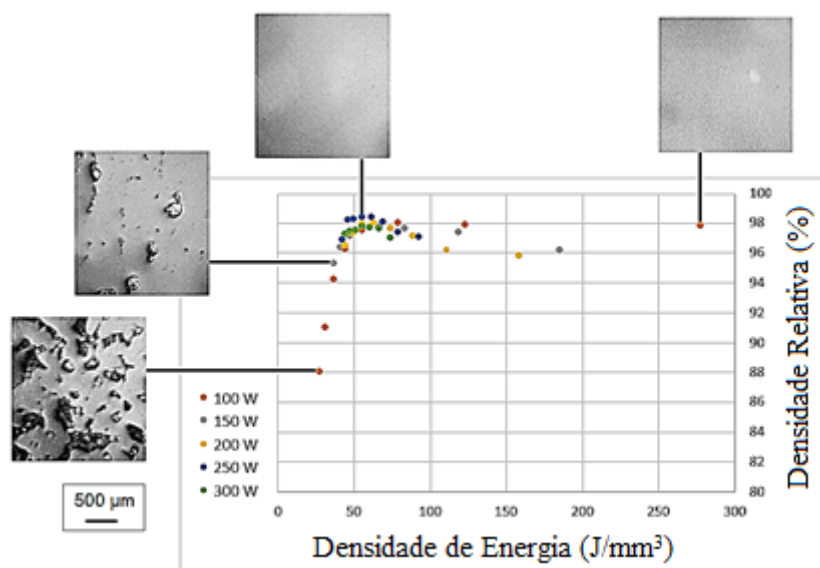 100
98
96
94
92
90
88
86
84
82
80
Densidade Relativa (%)
100 W
150 W
200 W
250 W
300 W
500 µm
0 50 100 150 200 250 300
Densidade de Energia (J/mm³)